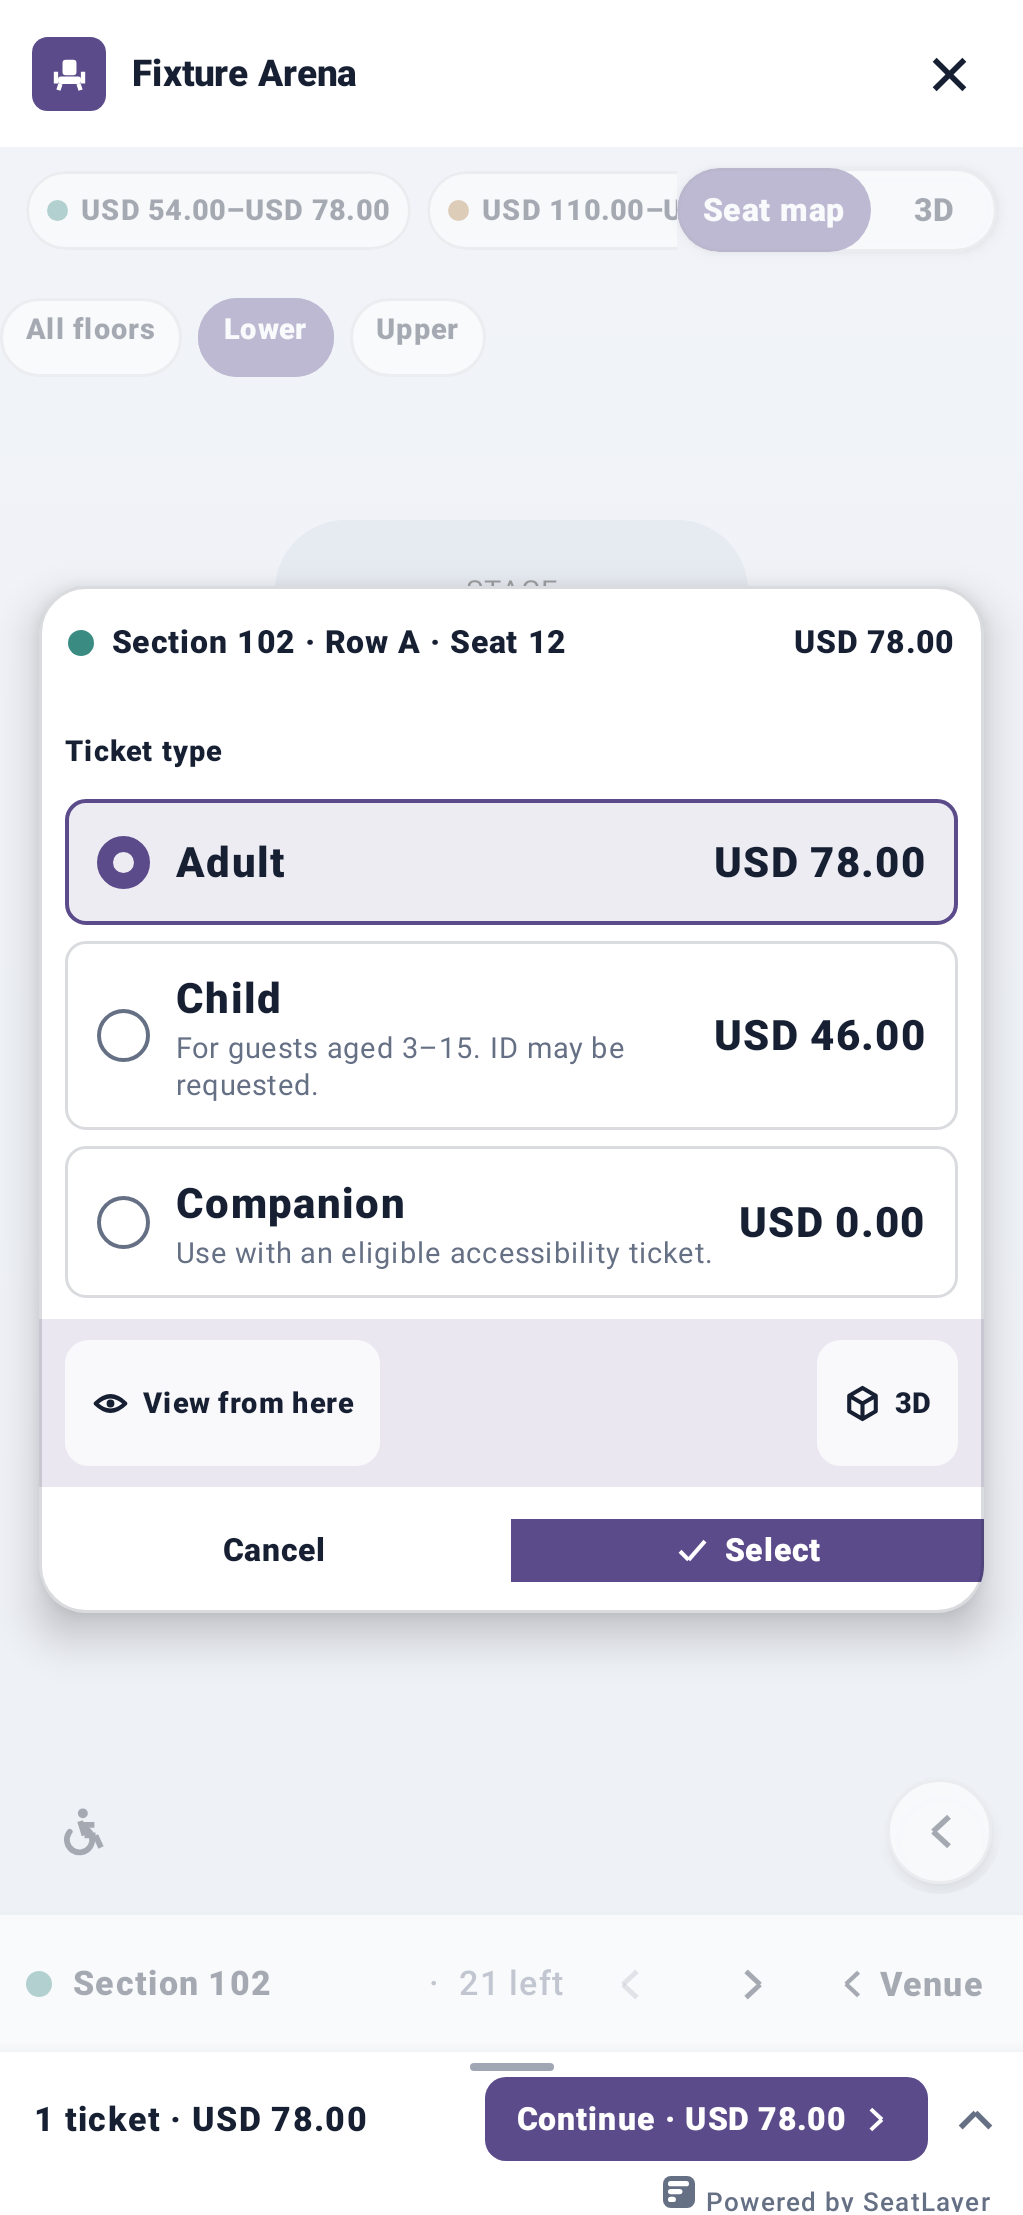 Fixture Arena
USD 54.00–USD 78.00
USD 110.00–U
Seat map
3D
All floors
Lower
Upper
STAGE
Section 102 · Row A · Seat 12
USD 78.00
Ticket type
Adult
USD 78.00
Child
For guests aged 3–15. ID may be
requested.
USD 46.00
Companion
Use with an eligible accessibility ticket.
USD 0.00
View from here
3D
Cancel
Select
Section 102
· 21 left
Venue
1 ticket · USD 78.00
Continue · USD 78.00
Powered by SeatLayer